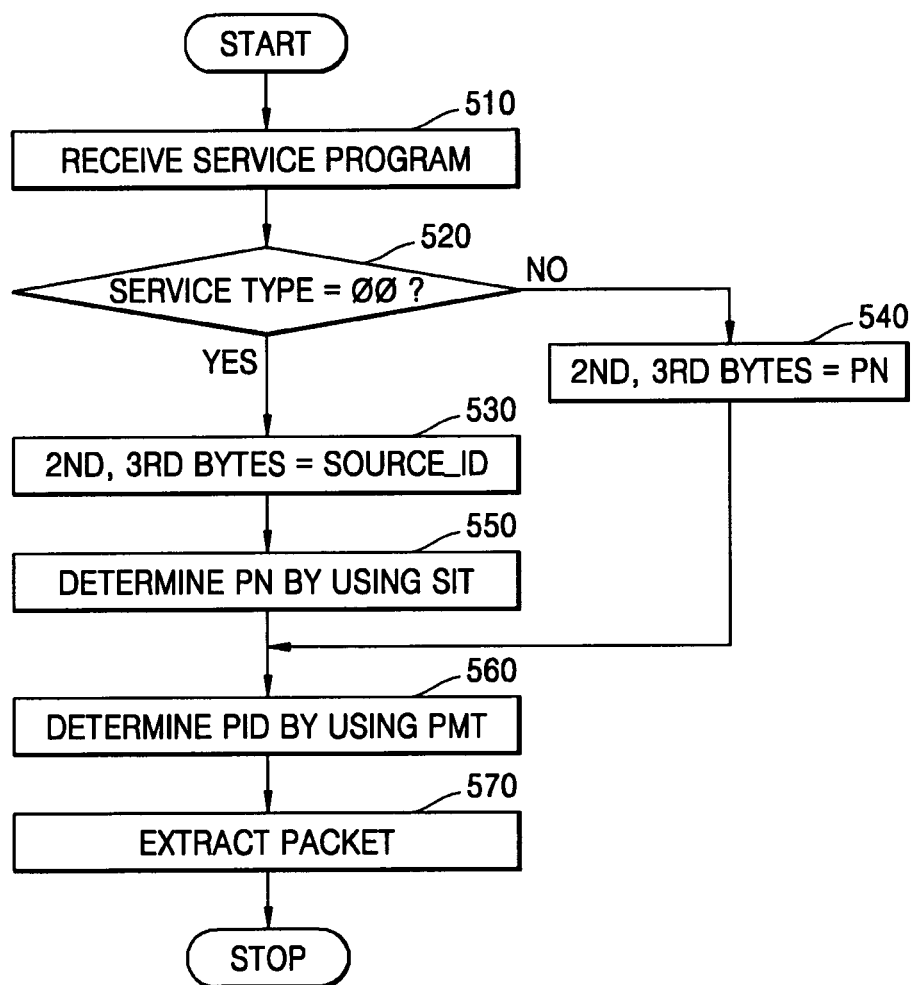 START
510
RECEIVE SERVICE PROGRAM
520
SERVICE TYPE = ØØ ?
NO
YES
540
2ND, 3RD BYTES = PN
530
2ND, 3RD BYTES = SOURCE_ID
550
DETERMINE PN BY USING SIT
560
DETERMINE PID BY USING PMT
570
EXTRACT PACKET
STOP